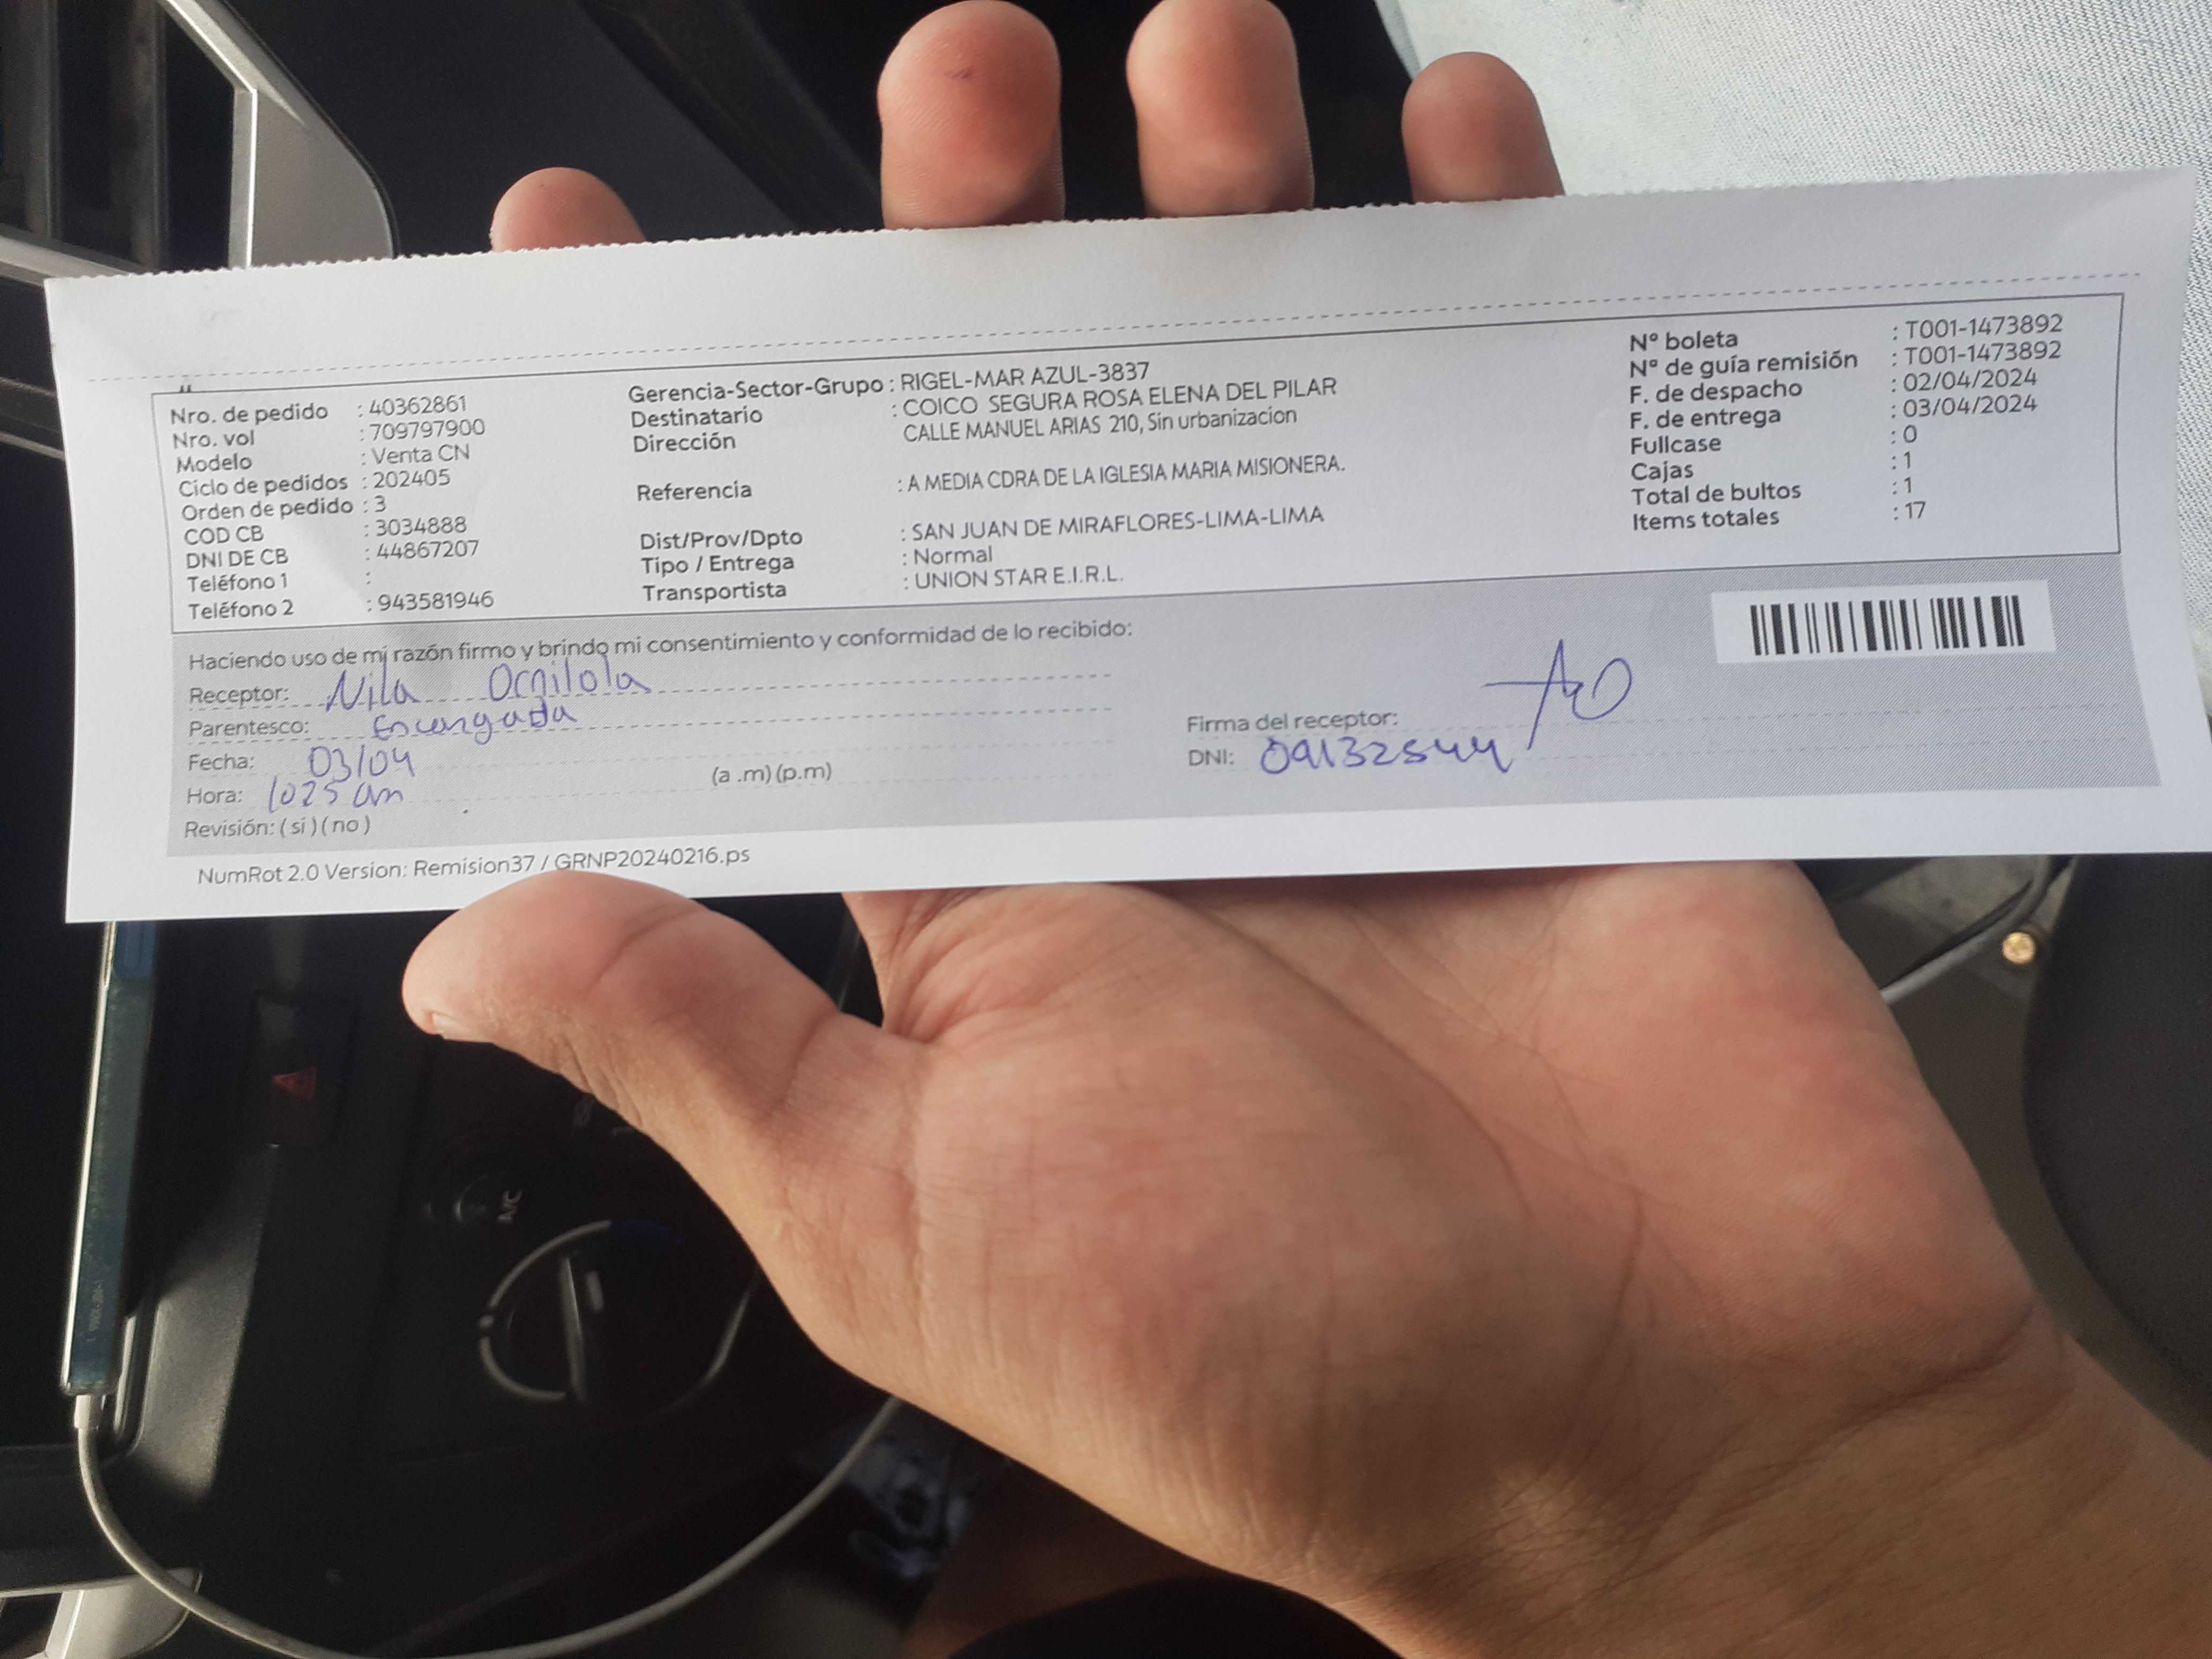 Nro. de pedido : 40362861
Nro. vol : 709797900
Modelo : Venta CN
Ciclo de pedidos : 202405
Orden de pedido : 3
COD CB : 3034888
DNI DE CB : 44867207
Teléfono 1 :
Teléfono 2 : 943581946
Gerencia-Sector-Grupo : RIGEL-MAR AZUL-3837
Destinatario : COICO SEGURA ROSA ELENA DEL PILAR
Dirección CALLE MANUEL ARIAS 210, Sin urbanizacion
Referencia : A MEDIA CDRA DE LA IGLESIA MARIA MISIONERA.
Dist/Prov/Dpto : SAN JUAN DE MIRAFLORES-LIMA-LIMA
Tipo / Entrega : Normal
Transportista : UNION STAR E.I.R.L.
Nº boleta : T001-1473892
Nº de guía remisión : T001-1473892
F. de despacho : 02/04/2024
F. de entrega : 03/04/2024
Fullcase : 0
Cajas : 1
Total de bultos : 1
Items totales : 17
Haciendo uso de mi razón firmo y brindo mi consentimiento y conformidad de lo recibido:
Receptor: Nila
Parentesco: Encargada
Fecha: 03/04
Hora: 1025 am (a .m) (p.m)
Revisión: ( si ) ( no )
Firma del receptor:
DNI: 09132544
NumRot 2.0 Version: Remision37 / GRNP20240216.ps
A/C